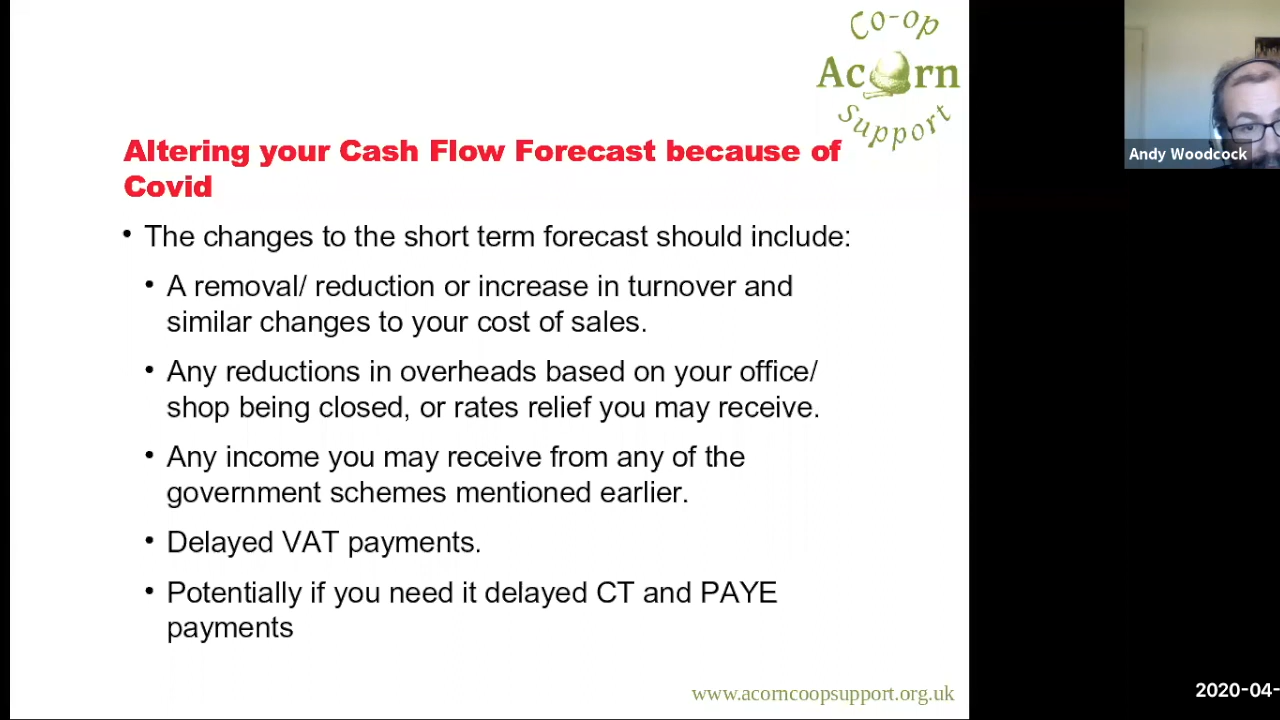 Co-op
Acorn
Support
Altering your Cash Flow Forecast because of
Covid
• The changes to the short term forecast should include:
• A removal/ reduction or increase in turnover and
similar changes to your cost of sales.
• Any reductions in overheads based on your office/
shop being closed, or rates relief you may receive.
• Any income you may receive from any of the
government schemes mentioned earlier.
• Delayed VAT payments.
• Potentially if you need it delayed CT and PAYE
payments
www.acorncoopsupport.org.uk
Andy Woodcock
2020-04-